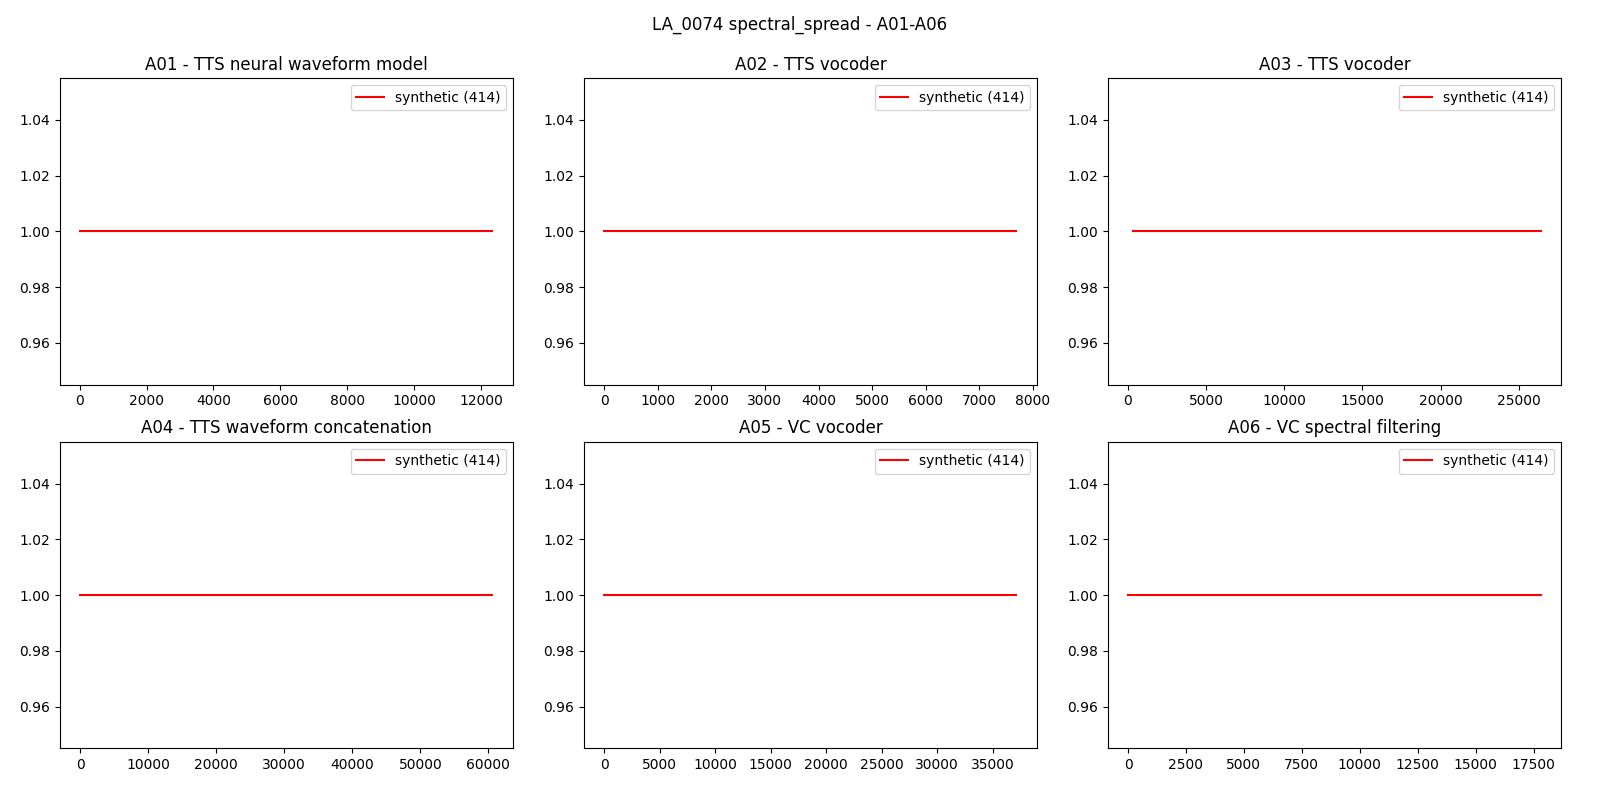 LA_0074 spectral_spread - A01-A06
A01 - TTS neural waveform model
synthetic (414)
1.04
1.02
1.00
0.98
0.96
0 2000 4000 6000 8000 10000 12000
A02 - TTS vocoder
synthetic (414)
1.04
1.02
1.00
0.98
0.96
0 1000 2000 3000 4000 5000 6000 7000 8000
A03 - TTS vocoder
synthetic (414)
1.04
1.02
1.00
0.98
0.96
0 5000 10000 15000 20000 25000
A04 - TTS waveform concatenation
synthetic (414)
1.04
1.02
1.00
0.98
0.96
0 10000 20000 30000 40000 50000 60000
A05 - VC vocoder
synthetic (414)
1.04
1.02
1.00
0.98
0.96
0 5000 10000 15000 20000 25000 30000 35000
A06 - VC spectral filtering
synthetic (414)
1.04
1.02
1.00
0.98
0.96
0 2500 5000 7500 10000 12500 15000 17500